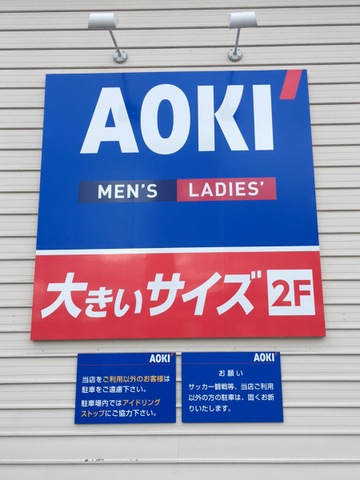 AOKI
MEN'S LADIES'
大きいサイズ 2F
AOKI
当店をご利用以外のお客様は
駐車をご遠慮下さい。
駐車場内ではアイドリング
ストップにご協力下さい。
AOKI
お願い
サッカー観戦等、当店ご利用
以外の方の駐車は、固くお断
りいたします。